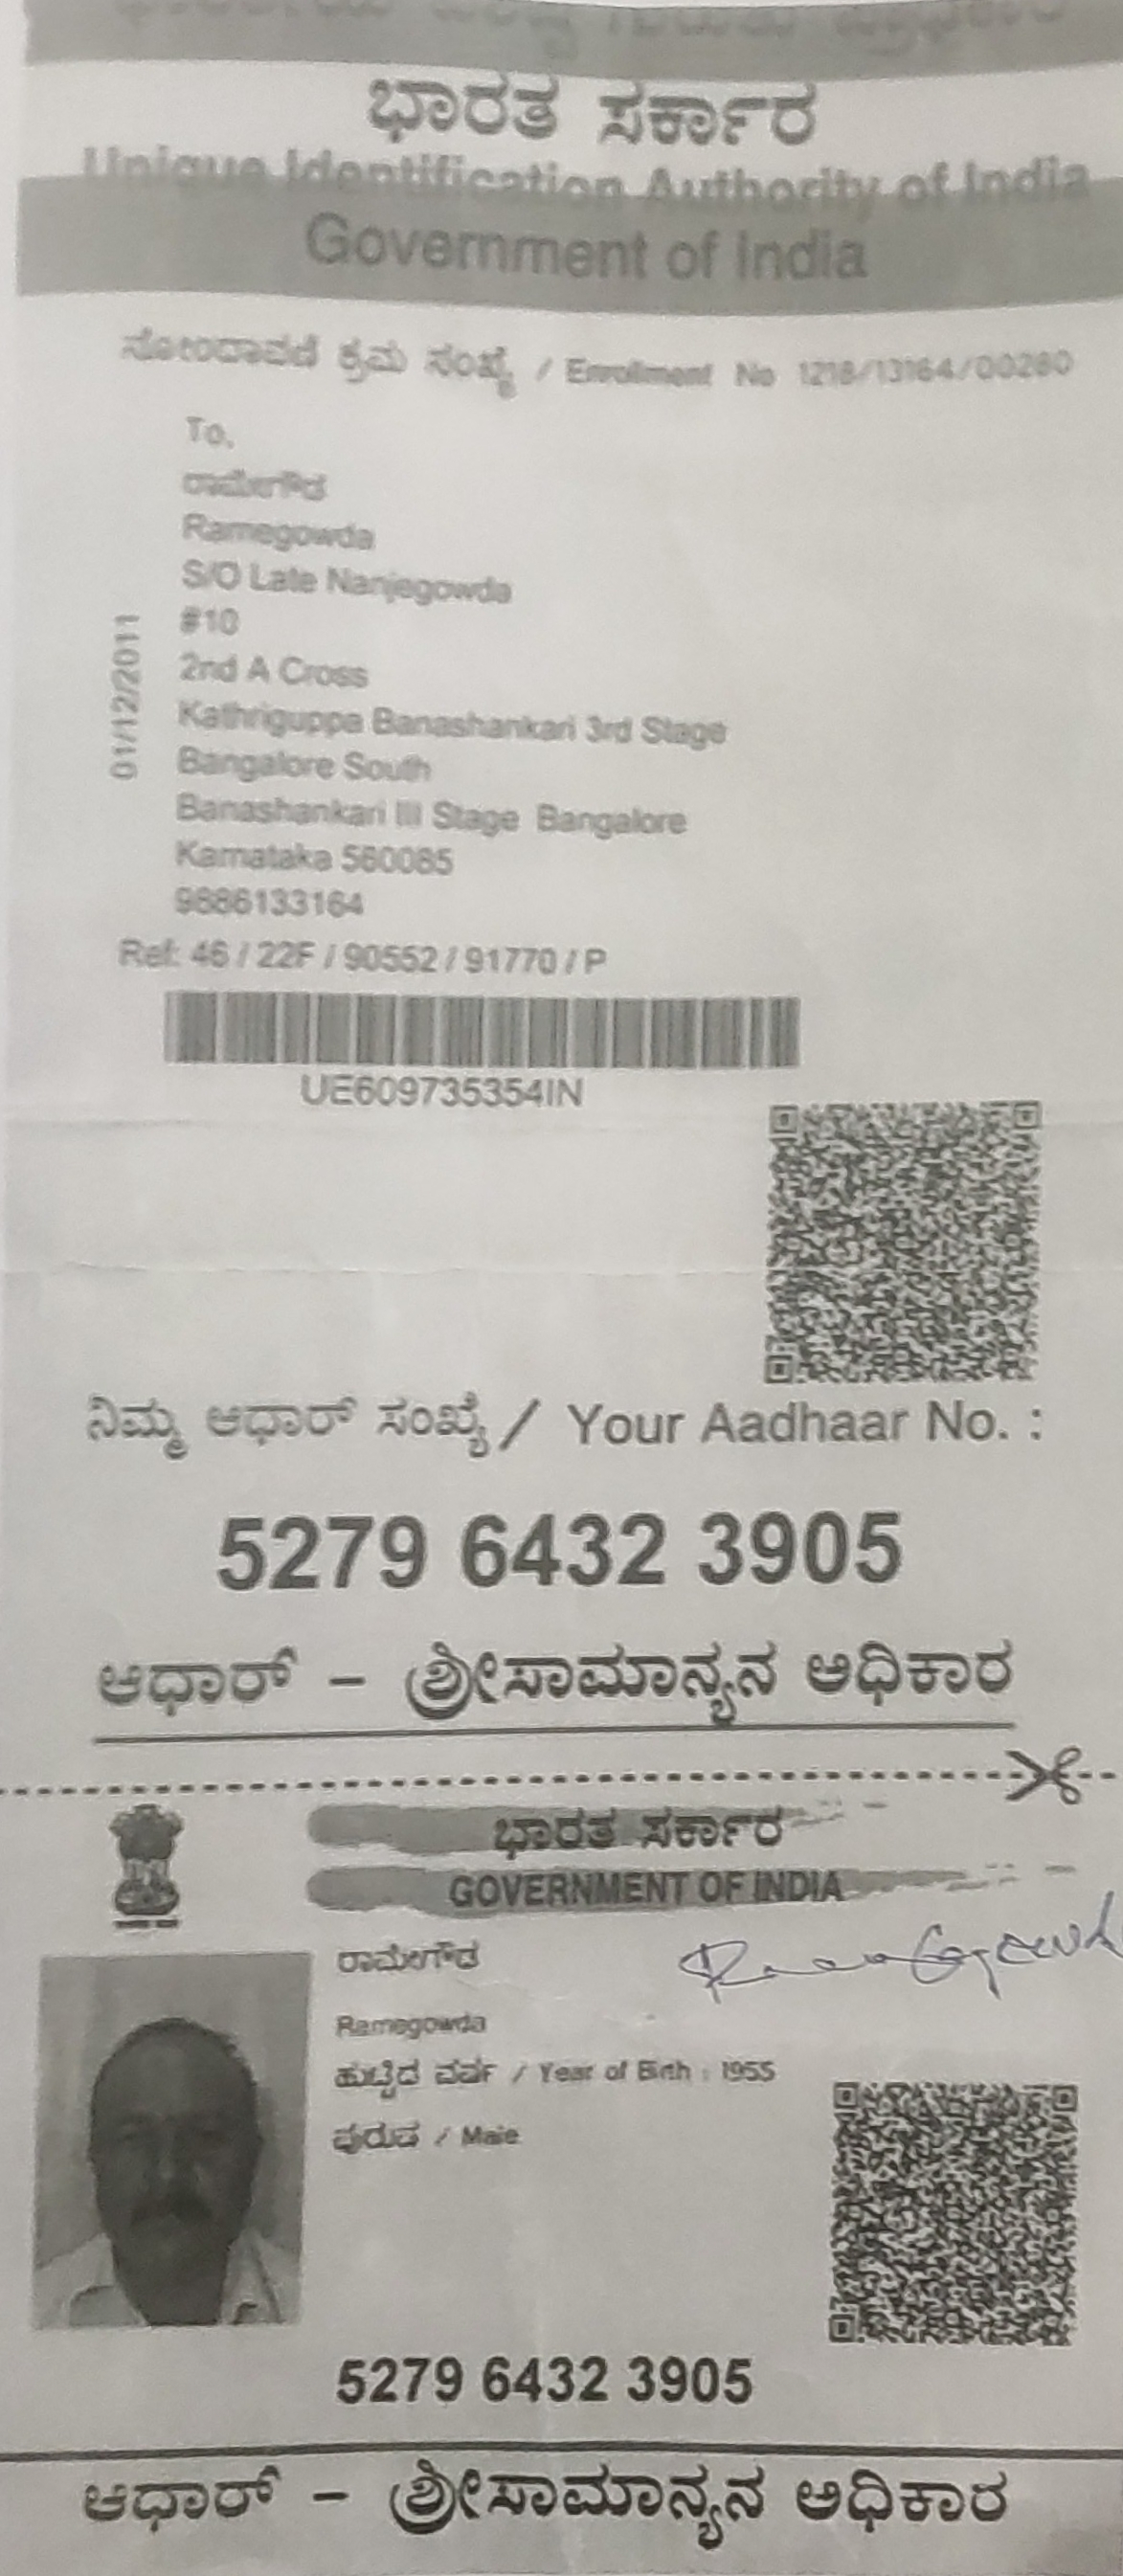 ಭಾರತ ಸರ್ಕಾರ
Unique Identification Authority of India
Government of India
ನೋಂದಾವಣೆ ಕ್ರಮ ಸಂಖ್ಯೆ / Enrollment No 1218/13164/00280
To,
ರಾಮೇಗೌಡ
Ramegowda
S/O Late Nanjegowda
#10
2nd A Cross
Kathriguppa Banashankari 3rd Stage
Bangalore South
Banashankari III Stage Bangalore
Karnataka 560085
9886133164
01/12/2011
Ref: 46 / 22F / 90552 / 91770 / P
UE609735354IN
ನಿಮ್ಮ ಆಧಾರ್ ಸಂಖ್ಯೆ / Your Aadhaar No. :
5279 6432 3905
ಆಧಾರ್ – ಶ್ರೀಸಾಮಾನ್ಯನ ಅಧಿಕಾರ
ಭಾರತ ಸರ್ಕಾರ
GOVERNMENT OF INDIA
ರಾಮೇಗೌಡ
Ramegowda
ಹುಟ್ಟಿದ ವರ್ಷ / Year of Birth : 1955
ಪುರುಷ / Male
5279 6432 3905
ಆಧಾರ್ – ಶ್ರೀಸಾಮಾನ್ಯನ ಅಧಿಕಾರ